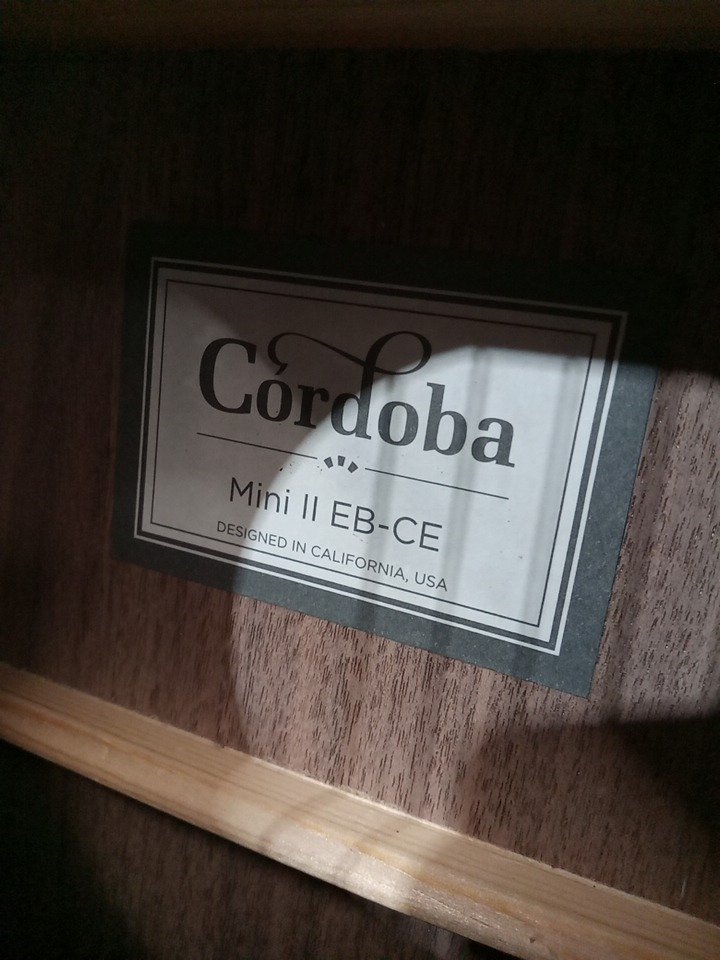 Córdoba
Mini II EB-CE
DESIGNED IN CALIFORNIA, USA